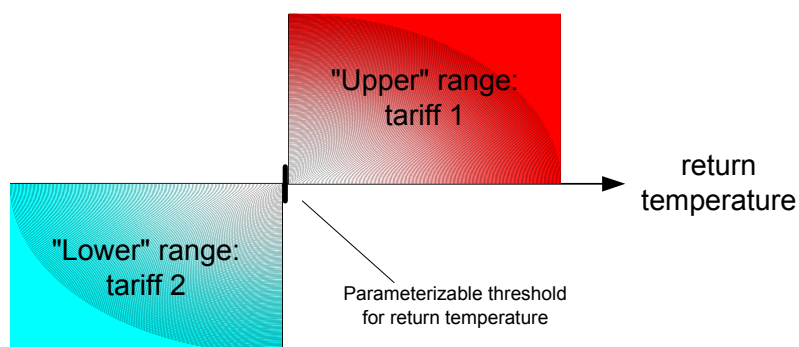 "Upper" range:
tariff 1
return
temperature
"Lower" range:
tariff 2
Parameterizable threshold
for return temperature